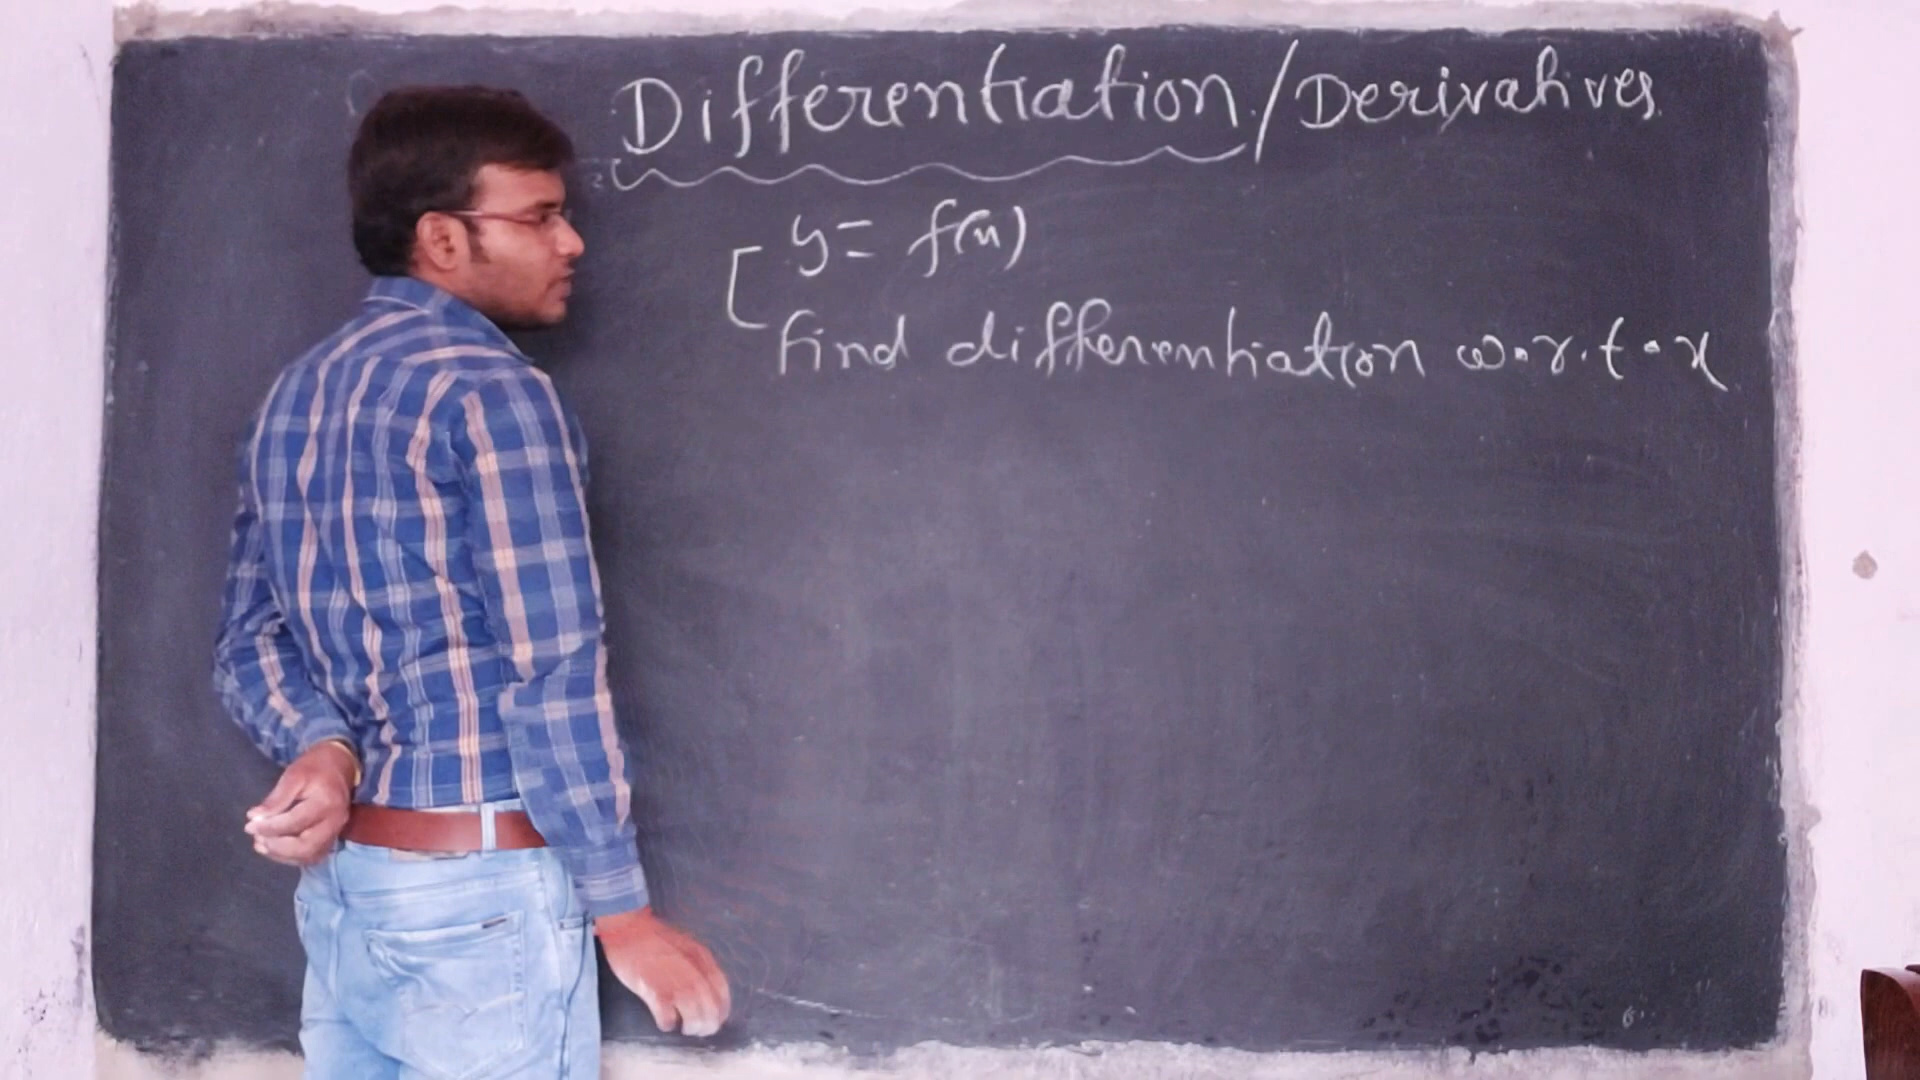 Differentiation/Derivatives
y = f(x)
Find differentiation w.r.t.x